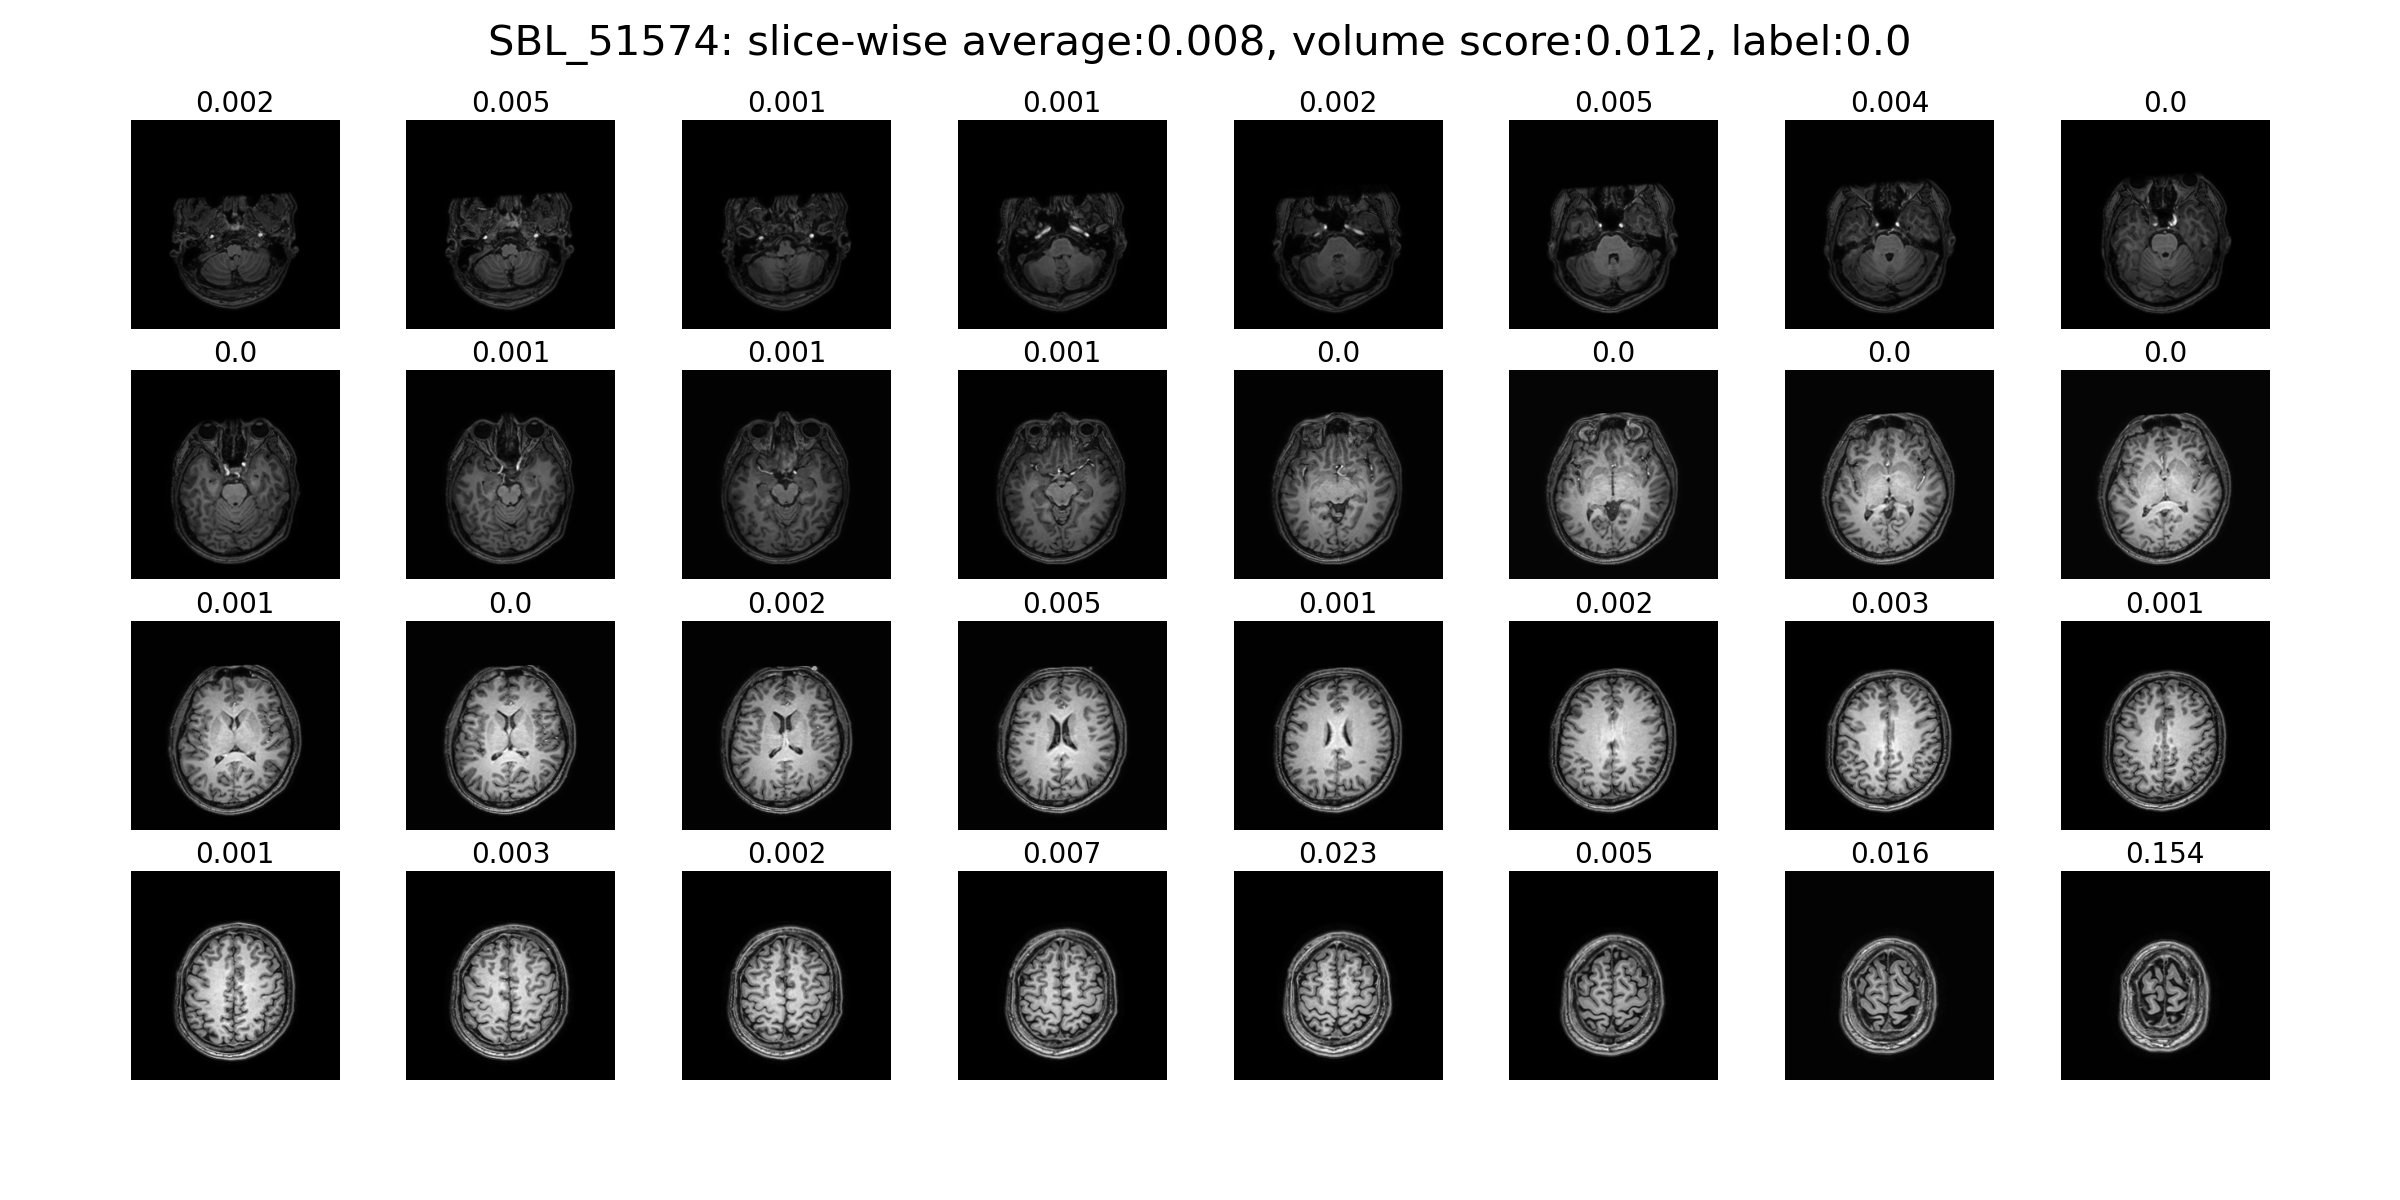 SBL_51574: slice-wise average:0.008, volume score:0.012, label:0.0
0.002 0.005 0.001 0.001 0.002 0.005 0.004 0.0
0.0 0.001 0.001 0.001 0.0 0.0 0.0 0.0
0.001 0.0 0.002 0.005 0.001 0.002 0.003 0.001
0.001 0.003 0.002 0.007 0.023 0.005 0.016 0.154